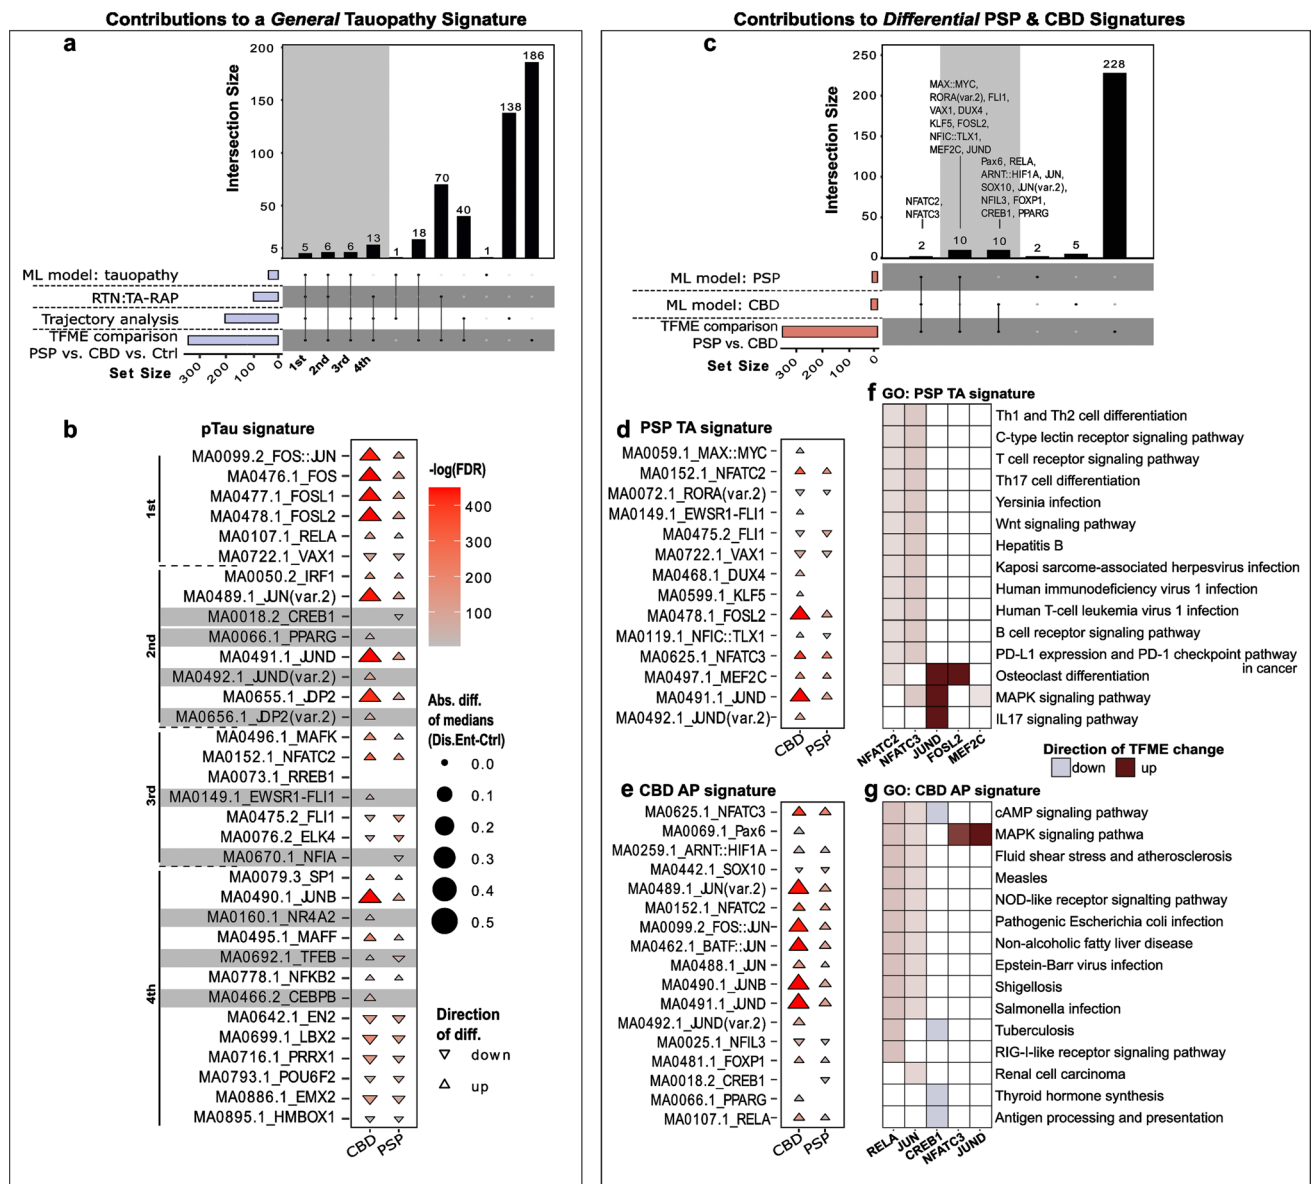 Contributions to a General Tauopathy Signature
a
Intersection Size
200
150
100
50
5
5
6
6
13
1
18
70
40
1
138
186
ML model: tauopathy
RTN:TA-RAP
Trajectory analysis
TFME comparison
PSP vs. CBD vs. Ctrl
Set Size
300
200
100
0
1st
2nd
3rd
4th
b
pTau signature
1st
MA0099.2_FOS::JUN
MA0476.1_FOS
MA0477.1_FOSL1
MA0478.1_FOSL2
MA0107.1_RELA
MA0722.1_VAX1
2nd
MA0050.2_IRF1
MA0489.1_JUN(var.2)
MA0018.2_CREB1
MA0066.1_PPARG
MA0491.1_JUND
MA0492.1_JUND(var.2)
MA0655.1_JDP2
MA0656.1_JDP2(var.2)
3rd
MA0496.1_MAFK
MA0152.1_NFATC2
MA0073.1_RREB1
MA0149.1_EWSR1-FLI1
MA0475.2_FLI1
MA0076.2_ELK4
MA0670.1_NFIA
4th
MA0079.3_SP1
MA0490.1_JUNB
MA0160.1_NR4A2
MA0495.1_MAFF
MA0692.1_TFEB
MA0778.1_NFKB2
MA0466.2_CEBPB
MA0642.1_EN2
MA0699.1_LBX2
MA0716.1_PRRX1
MA0793.1_POU6F2
MA0886.1_EMX2
MA0895.1_HMBOX1
CBD
PSP
-log(FDR)
400
300
200
100
Abs. diff.
of medians
(Dis.Ent-Ctrl)
0.0
0.1
0.2
0.3
0.4
0.5
Direction
of diff.
down
up
Contributions to Differential PSP & CBD Signatures
c
Intersection Size
250
200
150
100
50
0
MAX::MYC,
RORA(var.2), FLI1,
VAX1, DUX4 ,
KLF5, FOSL2,
NFIC::TLX1,
MEF2C, JUND
Pax6, RELA,
ARNT::HIF1A, JUN,
SOX10, JUN(var.2),
NFIL3, FOXP1,
CREB1, PPARG
NFATC2,
NFATC3
2
10
10
2
5
228
ML model: PSP
ML model: CBD
TFME comparison
PSP vs. CBD
Set Size
300
200
100
0
d
PSP TA signature
MA0059.1_MAX::MYC
MA0152.1_NFATC2
MA0072.1_RORA(var.2)
MA0149.1_EWSR1-FLI1
MA0475.2_FLI1
MA0722.1_VAX1
MA0468.1_DUX4
MA0599.1_KLF5
MA0478.1_FOSL2
MA0119.1_NFIC::TLX1
MA0625.1_NFATC3
MA0497.1_MEF2C
MA0491.1_JUND
MA0492.1_JUND(var.2)
CBD
PSP
e CBD AP signature
MA0625.1_NFATC3
MA0069.1_Pax6
MA0259.1_ARNT::HIF1A
MA0442.1_SOX10
MA0489.1_JUN(var.2)
MA0152.1_NFATC2
MA0099.2_FOS::JUN
MA0462.1_BATF::JUN
MA0488.1_JUN
MA0490.1_JUNB
MA0491.1_JUND
MA0492.1_JUND(var.2)
MA0025.1_NFIL3
MA0481.1_FOXP1
MA0018.2_CREB1
MA0066.1_PPARG
MA0107.1_RELA
CBD
PSP
f GO: PSP TA signature
Th1 and Th2 cell differentiation
C-type lectin receptor signaling pathway
T cell receptor signaling pathway
Th17 cell differentiation
Yersinia infection
Wnt signaling pathway
Hepatitis B
Kaposi sarcome-associated herpesvirus infection
Human immunodeficiency virus 1 infection
Human T-cell leukemia virus 1 infection
B cell receptor signaling pathway
PD-L1 expression and PD-1 checkpoint pathway
in cancer
Osteoclast differentiation
MAPK signaling pathway
IL17 signaling pathway
NFATC2
NFATC3
JUND
FOSL2
MEF2C
Direction of TFME change
down
up
g GO: CBD AP signature
cAMP signaling pathway
MAPK signaling pathwa
Fluid shear stress and atherosclerosis
Measles
NOD-like receptor signaltting pathway
Pathogenic Escherichia coli infection
Non-alcoholic fatty liver disease
Epstein-Barr virus infection
Shigellosis
Salmonella infection
Tuberculosis
RIG-I-like receptor signaling pathway
Renal cell carcinoma
Thyroid hormone synthesis
Antigen processing and presentation
RELA
JUN
CREB1
NFATC3
JUND